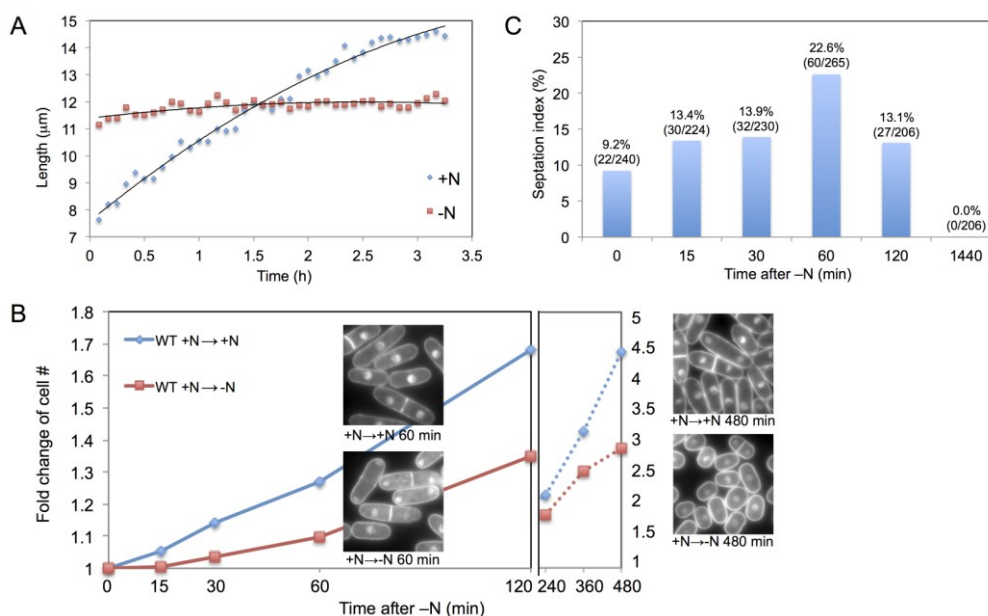 A
15
14
13
12
11
10
9
8
7
Length (μm)
0 0.5 1 1.5 2 2.5 3 3.5
Time (h)
+N
-N
C
30
25
20
15
10
5
0
Septation index (%)
9.2%
(22/240)
13.4%
(30/224)
13.9%
(32/230)
22.6%
(60/265)
13.1%
(27/206)
0.0%
(0/206)
0 15 30 60 120 1440
Time after –N (min)
B
1.8
1.7
1.6
1.5
1.4
1.3
1.2
1.1
1
Fold change of cell #
WT +N→+N
WT +N→-N
+N→+N 60 min
+N→-N 60 min
0 15 30 60 120
240 360 480
Time after –N (min)
5
4.5
4
3.5
3
2.5
2
1.5
1
+N→+N 480 min
+N→-N 480 min